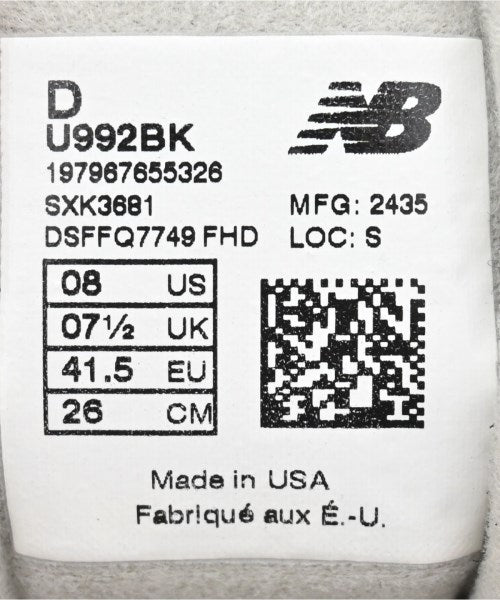 D
NB
U992BK
197967655326
SXK3681
MFG: 2435
DSFFQ7749 FHD
LOC: S
08 US
07½ UK
41.5 EU
26 CM
Made in USA
Fabriqué aux É.-U.